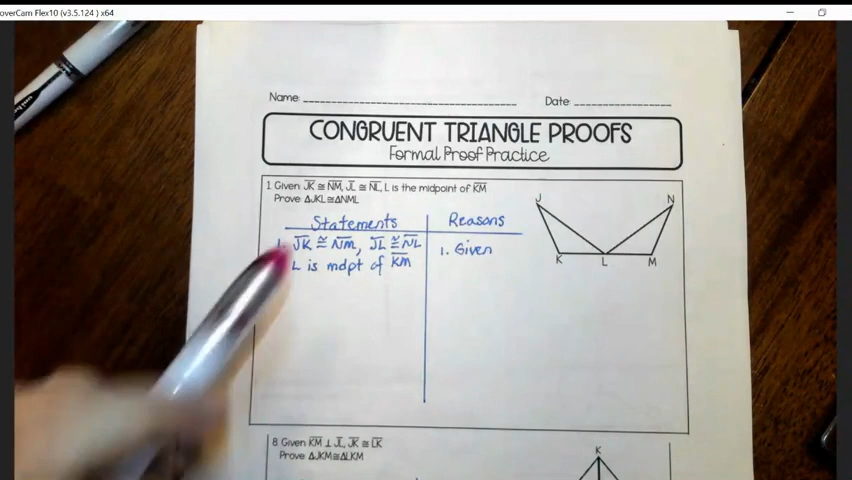 overCam Flex10 (v3.5.124 ) x64
Name: Date:
CONGRUENT TRIANGLE PROOFS
Formal Proof Practice
1 Given JK ≅ NM, JL ≅ NL, L is the midpoint of KM
Prove ΔJKL≅ΔNML
Statements Reasons
1. JK ≅ NM, JL ≅ NL 1. Given
L is mdpt of KM
J N
K L M
8 Given KM ⊥ JL, JK ≅ LK
Prove ΔJKM≅ΔLKM
K